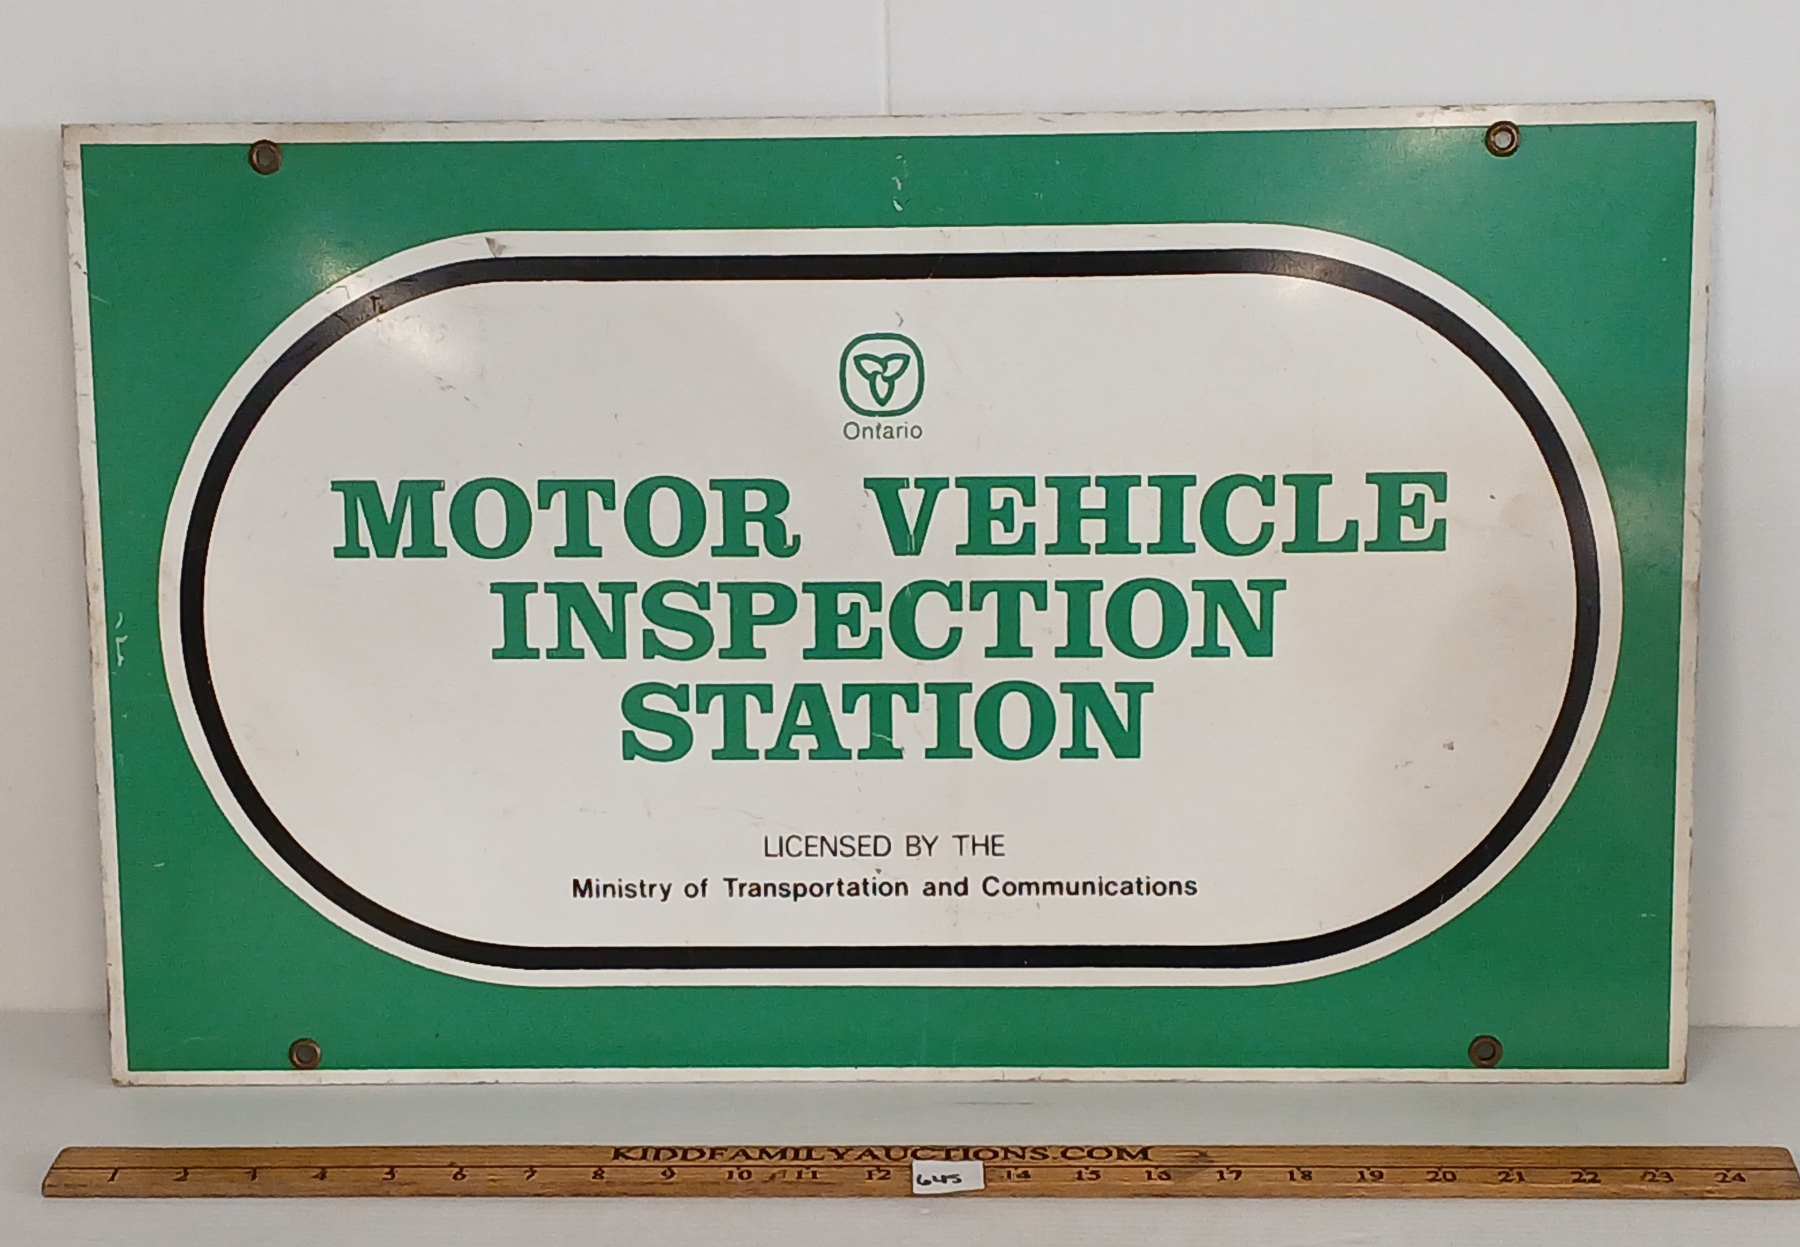 Ontario
MOTOR VEHICLE
INSPECTION
STATION
LICENSED BY THE
Ministry of Transportation and Communications
KIDDFAMILYAUCTIONS.COM
1 2 3 4 5 6 7 8 9 10 11 12 645 14 15 16 17 18 19 20 21 22 23 24